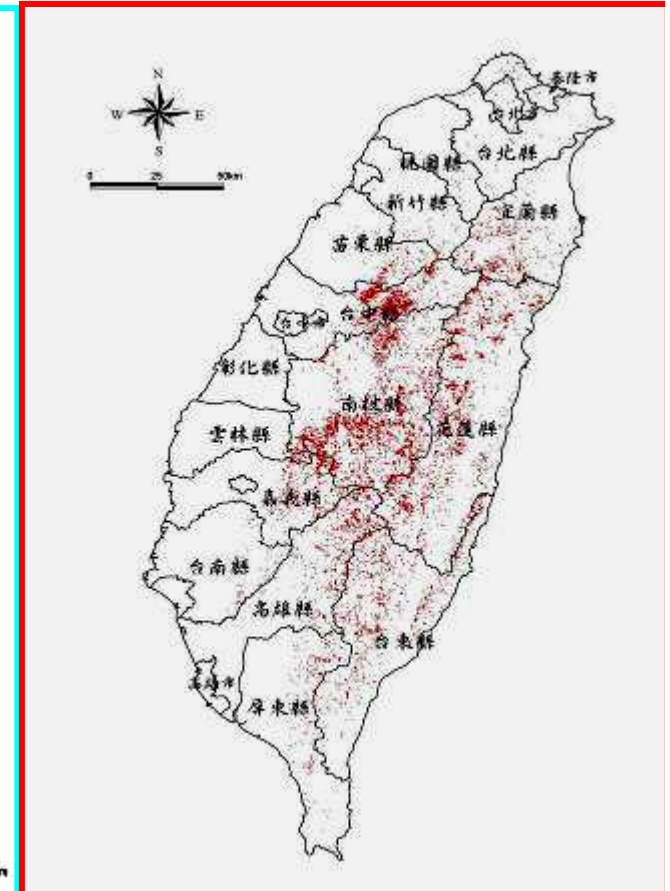 N
W E
S
0 25 50km
基隆市
台北市
台北縣
桃園縣
新竹縣
宜蘭縣
苗栗縣
台中縣
台中市
彰化縣
南投縣
花蓮縣
雲林縣
嘉義縣
台南縣
高雄縣
台東縣
高雄市
屏東縣